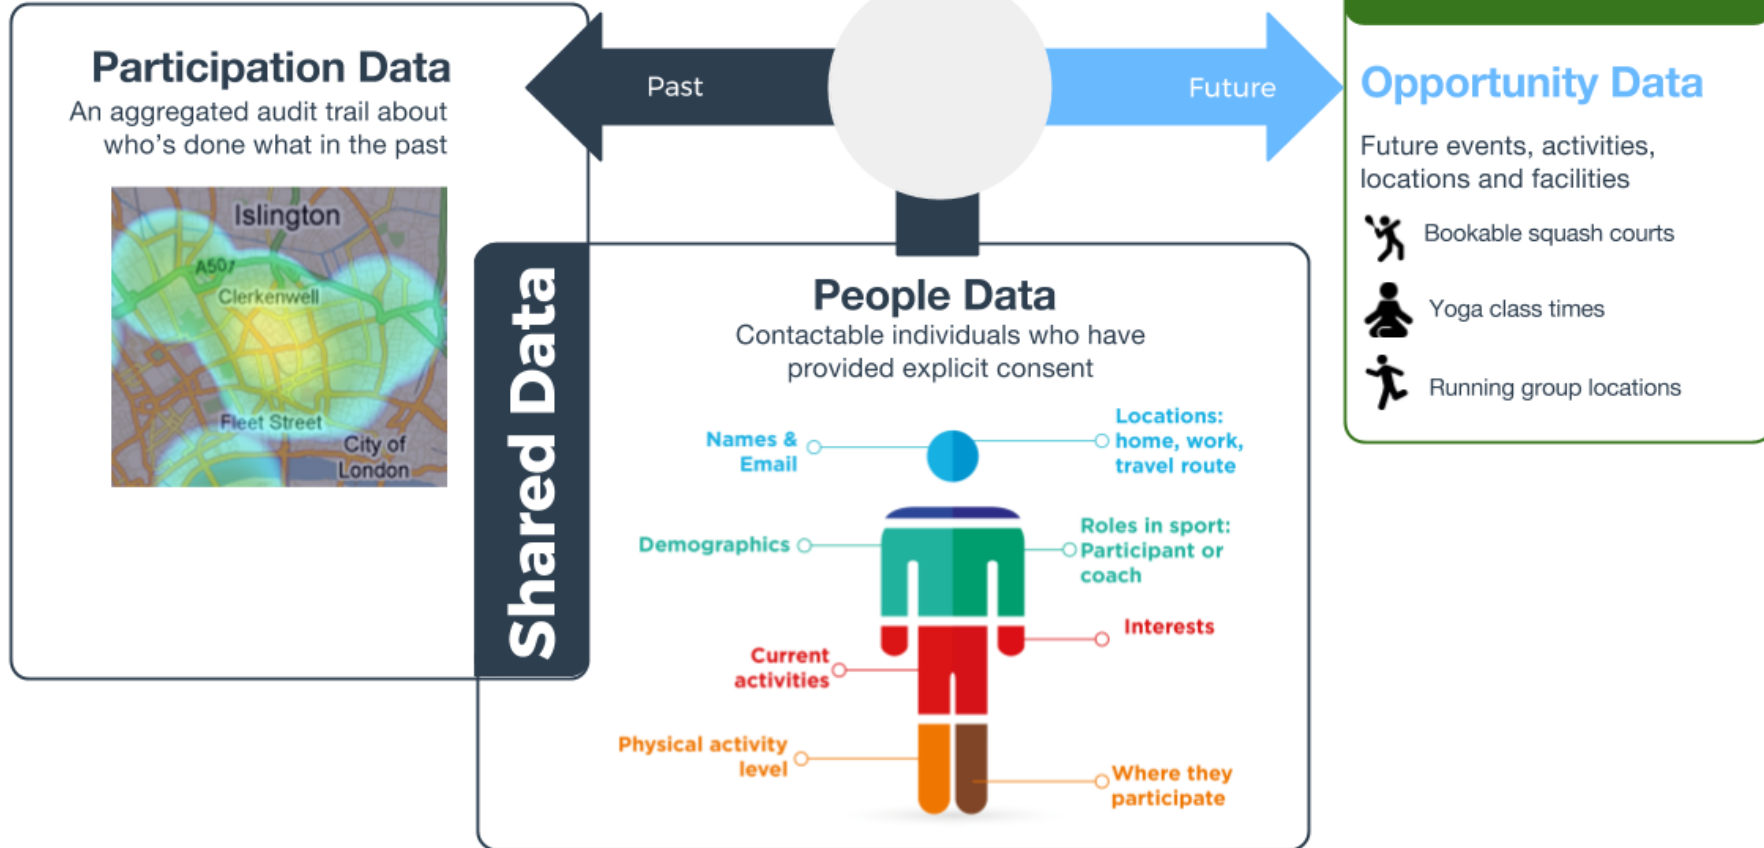 Participation Data
An aggregated audit trail about
who's done what in the past
Islington
A501
Clerkenwell
Fleet Street
City of
London
Past
Future
Opportunity Data
Future events, activities,
locations and facilities
Bookable squash courts
Yoga class times
Running group locations
Shared Data
People Data
Contactable individuals who have
provided explicit consent
Names &
Email
Locations:
home, work,
travel route
Demographics
Roles in sport:
Participant or
coach
Current
activities
Interests
Physical activity
level
Where they
participate